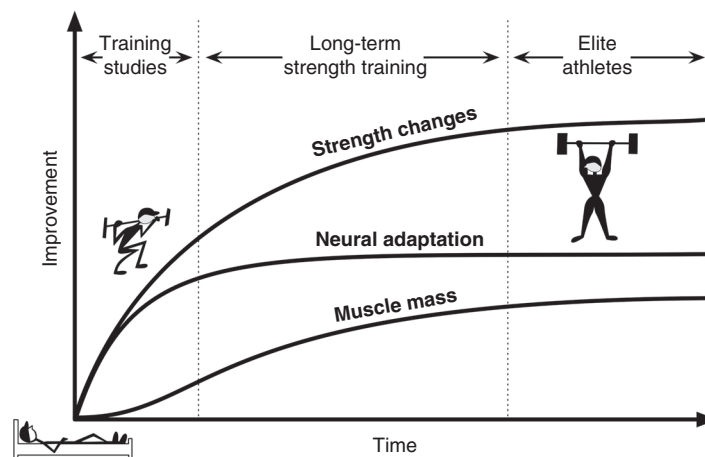 Training
studies
Long-term
strength training
Elite
athletes
Strength changes
Neural adaptation
Muscle mass
Improvement
Time